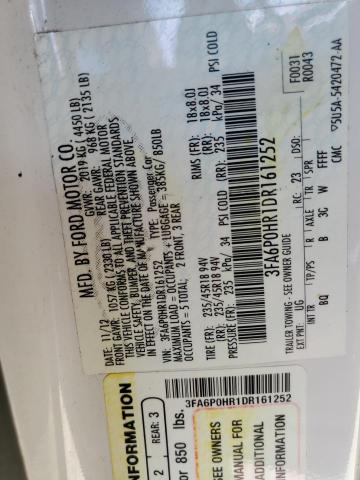 MFD. BY FORD MOTOR CO.
11/12 GVWR: 2019 KG (4450 LB)
FRONT GAWR: 1057 KG (2330 LB) REAR GAWR: 968 KG (2135 LB)
THIS VEHICLE CONFORMS TO ALL APPLICABLE FEDERAL MOTOR
VEHICLE SAFETY, BUMPER, AND THEFT PREVENTION STANDARDS
IN EFFECT ON THE DATE OF MANUFACTURE SHOWN ABOVE.
VIN: 3FA6P0HR1DR161252 TYPE: Passenger Car
MAXIMUM LOAD = OCCUPANTS + LUGGAGE = 385KG/ 850LB
OCCUPANTS: 5 TOTAL: 2 FRONT, 3 REAR
TIRE (FR): 235/45R18 94V RIMS (FR): 18x8.0J
TIRE (RR): 235/45R18 94V RIMS (RR): 18x8.0J
PRESSURE (FR): 235 kPa/ 34 PSI COLD (RR): 235 kPa/ 34 PSI COLD
3FA6P0HR1DR161252
F0031
R0043
TRAILER TOWING - SEE OWNER GUIDE
EXT PNT: UG RC: 23 DSO:
INT TR TP/PS R AXLE TR SPR
BQ B 3G W FFFF
CMC
5U5A-5420472-AA
3FA6P0HR1DR161252
INFORMATION
2 REAR: 3
or 850 lbs.
SEE OWNERS
MANUAL FOR
ADDITIONAL
INFORMATION